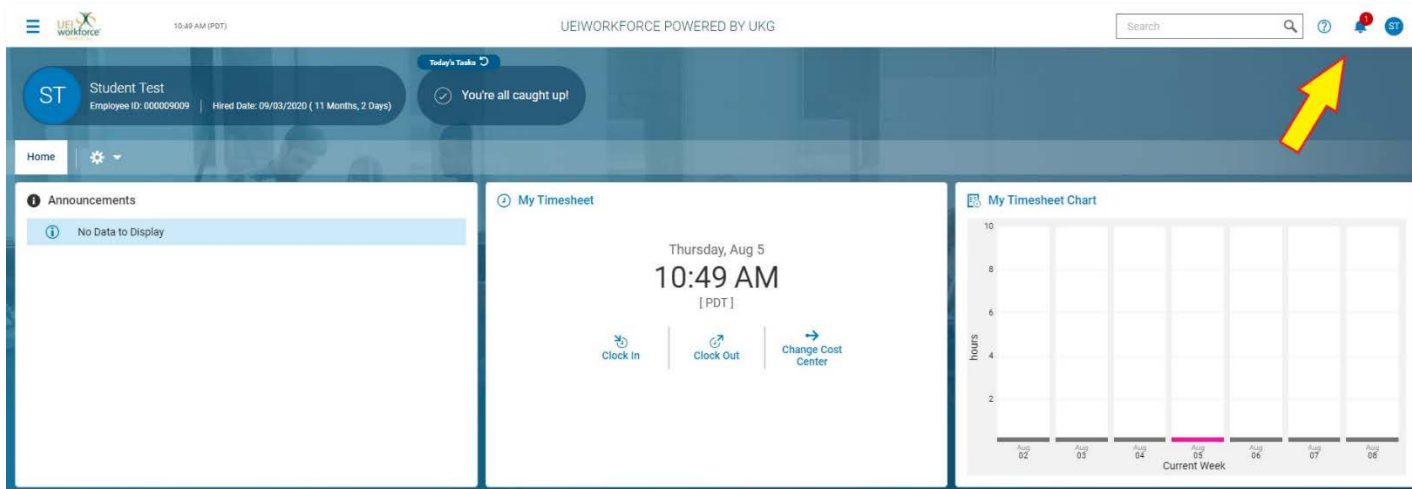 UEI
workforce
10:49 AM (PDT)
UEIWORKFORCE POWERED BY UKG
Search
1
ST
Today's Tasks
ST
Student Test
Employee ID: 000009009 | Hired Date: 09/03/2020 ( 11 Months, 2 Days)
You're all caught up!
Home
Announcements
No Data to Display
My Timesheet
Thursday, Aug 5
10:49 AM
[ PDT ]
Clock In
Clock Out
Change Cost
Center
My Timesheet Chart
10
8
6
4
2
hours
Aug 02
Aug 03
Aug 04
Aug 05
Aug 06
Aug 07
Aug 08
Current Week